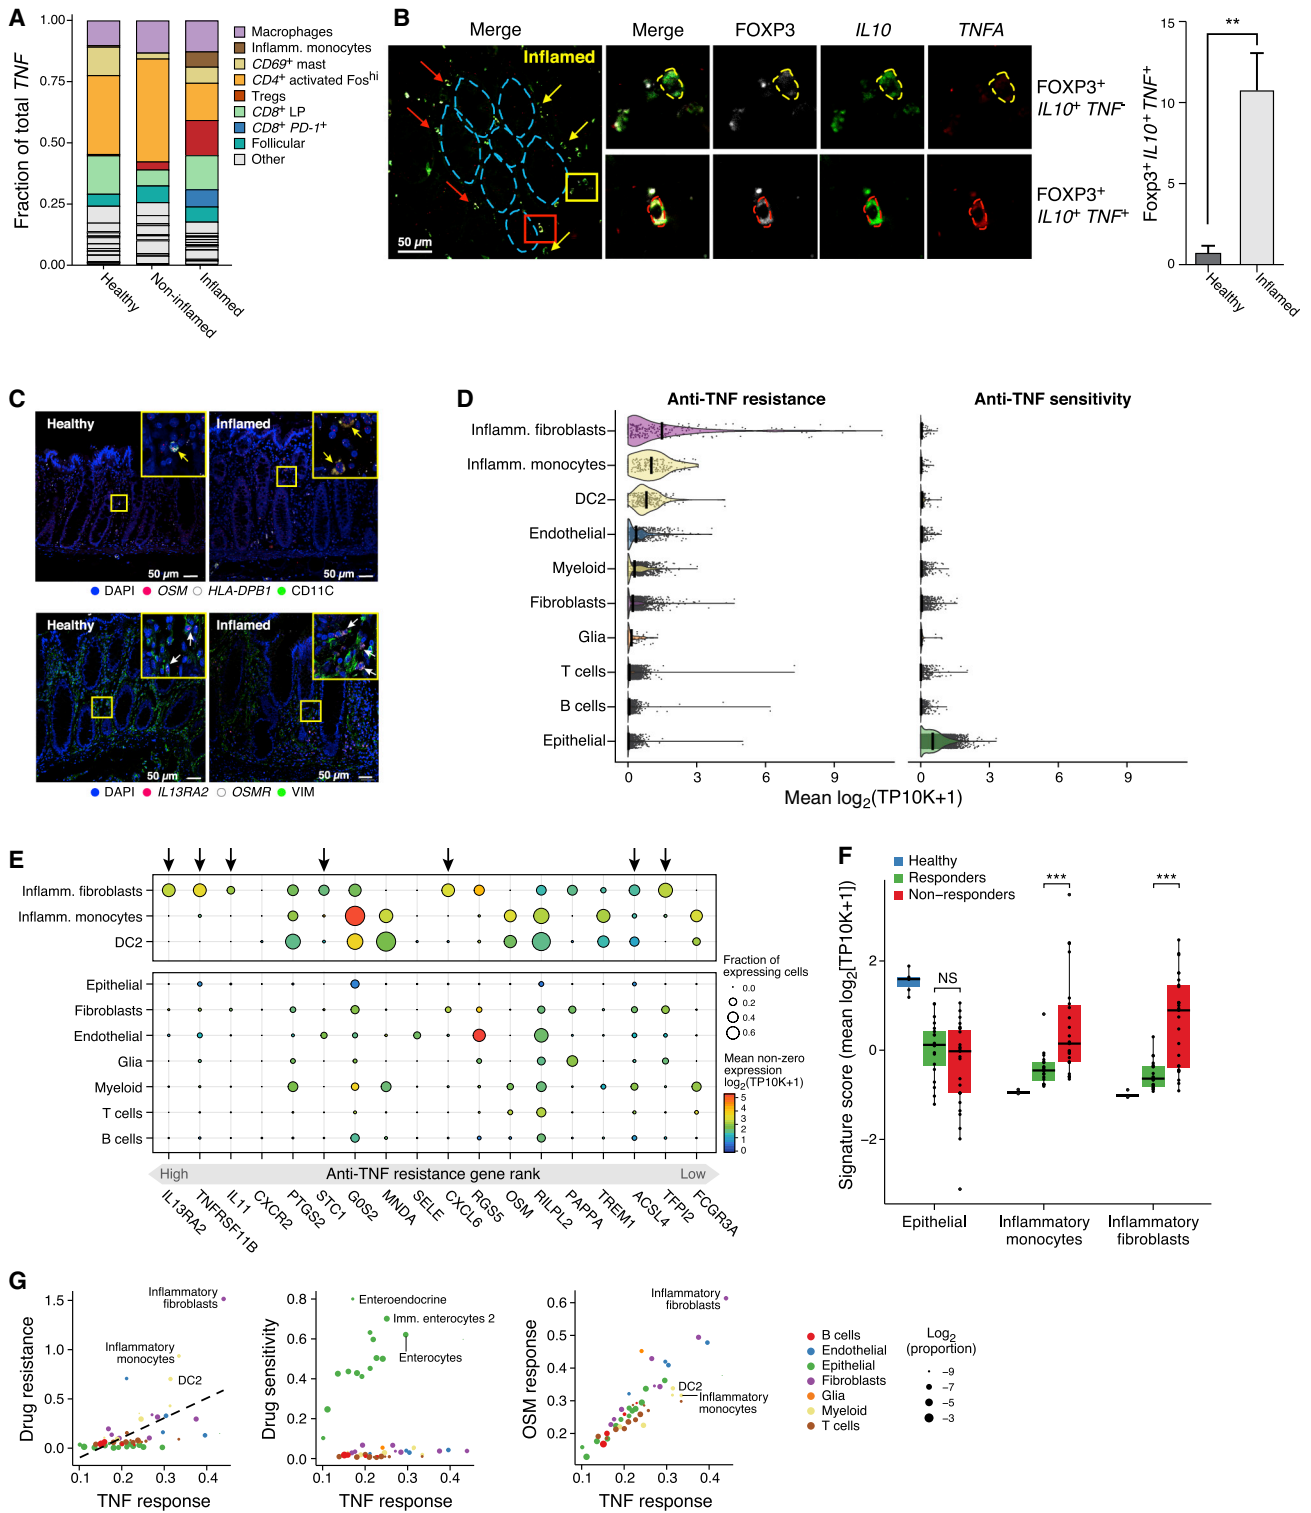 A
Fraction of total TNF
1.00
0.75
0.50
0.25
0.00
Healthy
Non-inflamed
Inflamed
Macrophages
Inflamm. monocytes
CD69+ mast
CD4+ activated Fos^hi
Tregs
CD8+ LP
CD8+ PD-1+
Follicular
Other
B
Merge
Merge
FOXP3
IL10
TNFA
Inflamed
50 µm
FOXP3+
IL10+ TNF-
FOXP3+
IL10+ TNF+
Foxp3+ IL10+ TNF+
15
10
5
0
**
Healthy
Inflamed
C
Healthy
Inflamed
50 µm
50 µm
DAPI OSM HLA-DPB1 CD11C
Healthy
Inflamed
50 µm
50 µm
DAPI IL13RA2 OSMR VIM
D
Anti-TNF resistance
Anti-TNF sensitivity
Inflamm. fibroblasts
Inflamm. monocytes
DC2
Endothelial
Myeloid
Fibroblasts
Glia
T cells
B cells
Epithelial
0 3 6 9
0 3 6 9
Mean log2(TP10K+1)
E
Inflamm. fibroblasts
Inflamm. monocytes
DC2
Epithelial
Fibroblasts
Endothelial
Glia
Myeloid
T cells
B cells
Fraction of
expressing cells
0.0
0.2
0.4
0.6
Mean non-zero
expression
log2(TP10K+1)
5
4
3
2
1
0
High
Anti-TNF resistance gene rank
Low
IL13RA2
TNFRSF11B
IL11
CXCR2
PTGS2
STC1
G0S2
MNDA
SELE
CXCL6
RGS5
OSM
RILPL2
PAPPA
TREM1
ACSL4
TFPI2
FCGR3A
F
Healthy
Responders
Non-responders
Signature score (mean log2[TP10K+1])
2
0
-2
NS
***
***
Epithelial
Inflammatory
monocytes
Inflammatory
fibroblasts
G
Drug resistance
1.5
1.0
0.5
0.0
Inflammatory
fibroblasts
Inflammatory
monocytes
DC2
0.1 0.2 0.3 0.4
TNF response
Drug sensitivity
0.8
0.6
0.4
0.2
0.0
Enteroendocrine
Imm. enterocytes 2
Enterocytes
0.1 0.2 0.3 0.4
TNF response
OSM response
0.6
0.5
0.4
0.3
0.2
Inflammatory
fibroblasts
DC2
Inflammatory
monocytes
0.1 0.2 0.3 0.4
TNF response
B cells
Endothelial
Epithelial
Fibroblasts
Glia
Myeloid
T cells
Log2
(proportion)
-9
-7
-5
-3